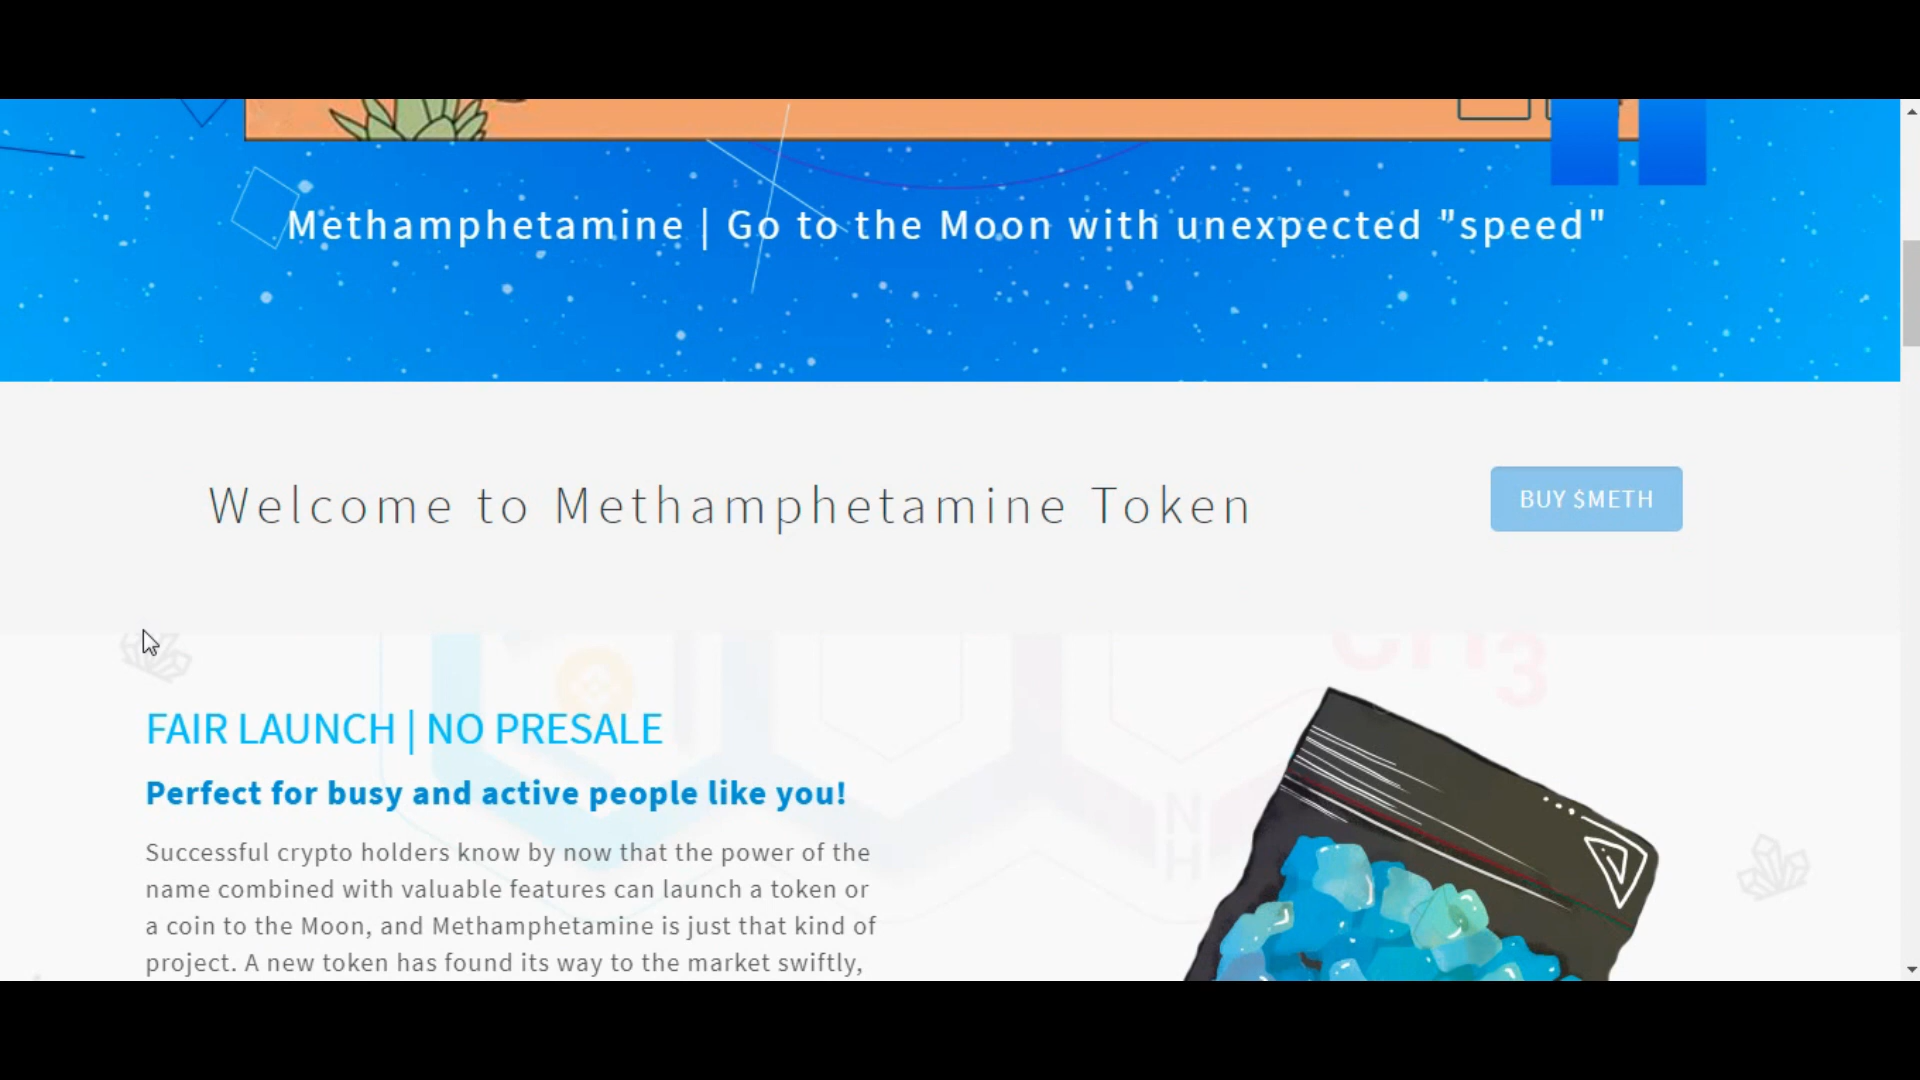 Methamphetamine | Go to the Moon with unexpected "speed"
Welcome to Methamphetamine Token
BUY $METH
CH3
FAIR LAUNCH | NO PRESALE
Perfect for busy and active people like you!
N
H
Successful crypto holders know by now that the power of the
name combined with valuable features can launch a token or
a coin to the Moon, and Methamphetamine is just that kind of
project. A new token has found its way to the market swiftly,